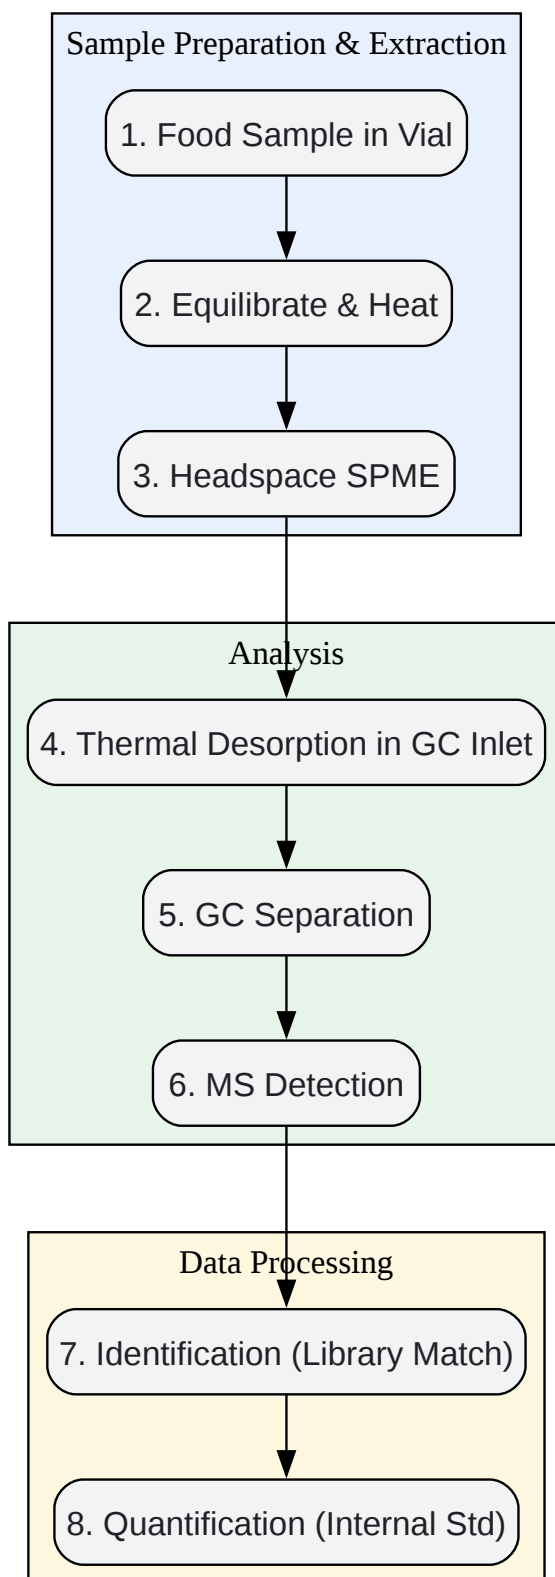 Sample Preparation & Extraction
1. Food Sample in Vial
2. Equilibrate & Heat
3. Headspace SPME
Analysis
4. Thermal Desorption in GC Inlet
5. GC Separation
6. MS Detection
Data Processing
7. Identification (Library Match)
8. Quantification (Internal Std)